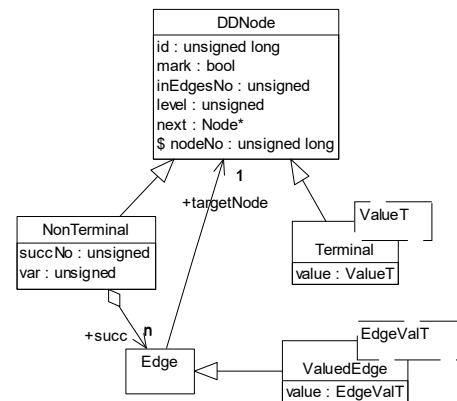 DDNode
id : unsigned long
mark : bool
inEdgesNo : unsigned
level : unsigned
next : Node*
$ nodeNo : unsigned long
1
+targetNode
NonTerminal
succNo : unsigned
var : unsigned
ValueT
Terminal
value : ValueT
+succ
n
Edge
EdgeValT
ValuedEdge
value : EdgeValT